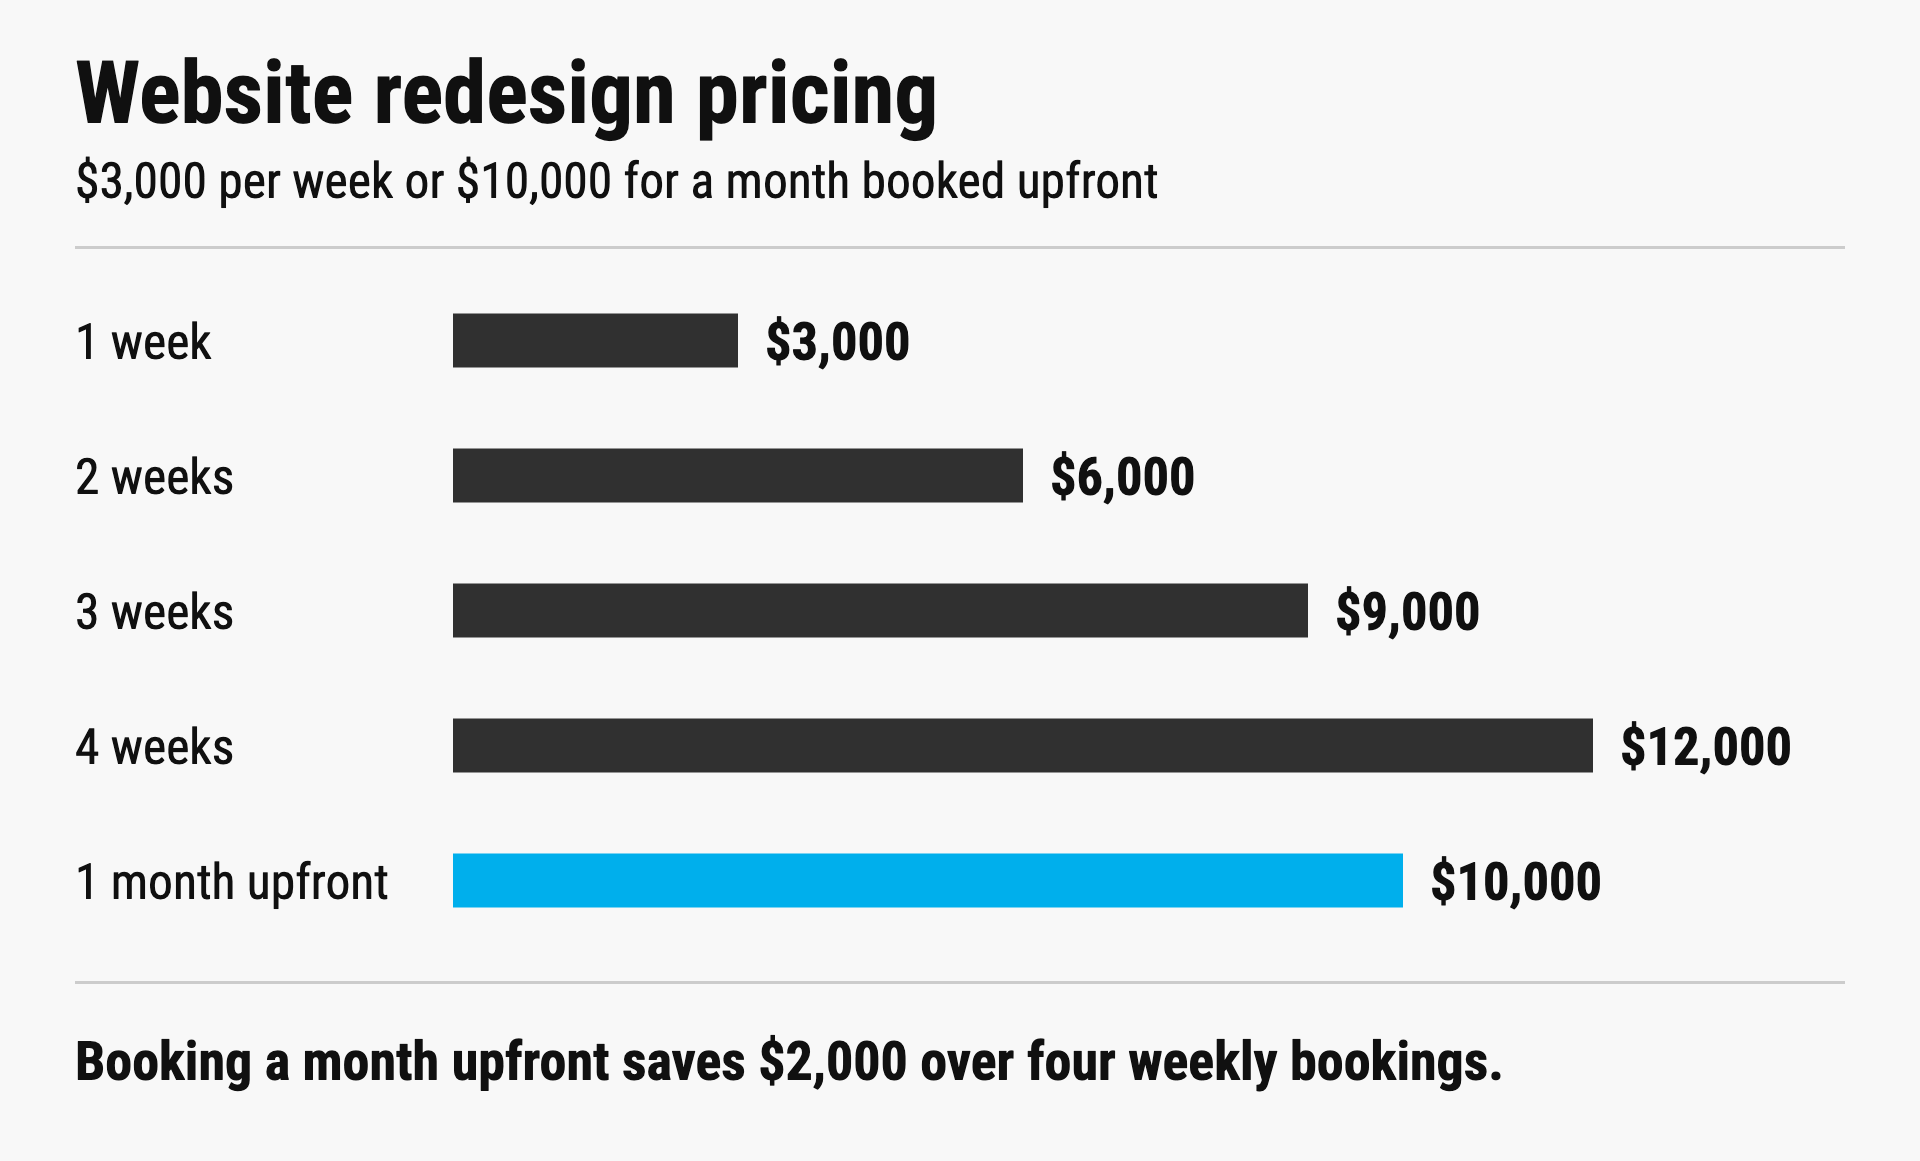 Website redesign pricing
$3,000 per week or $10,000 for a month booked upfront
1 week $3,000
2 weeks $6,000
3 weeks $9,000
4 weeks $12,000
1 month upfront $10,000
Booking a month upfront saves $2,000 over four weekly bookings.